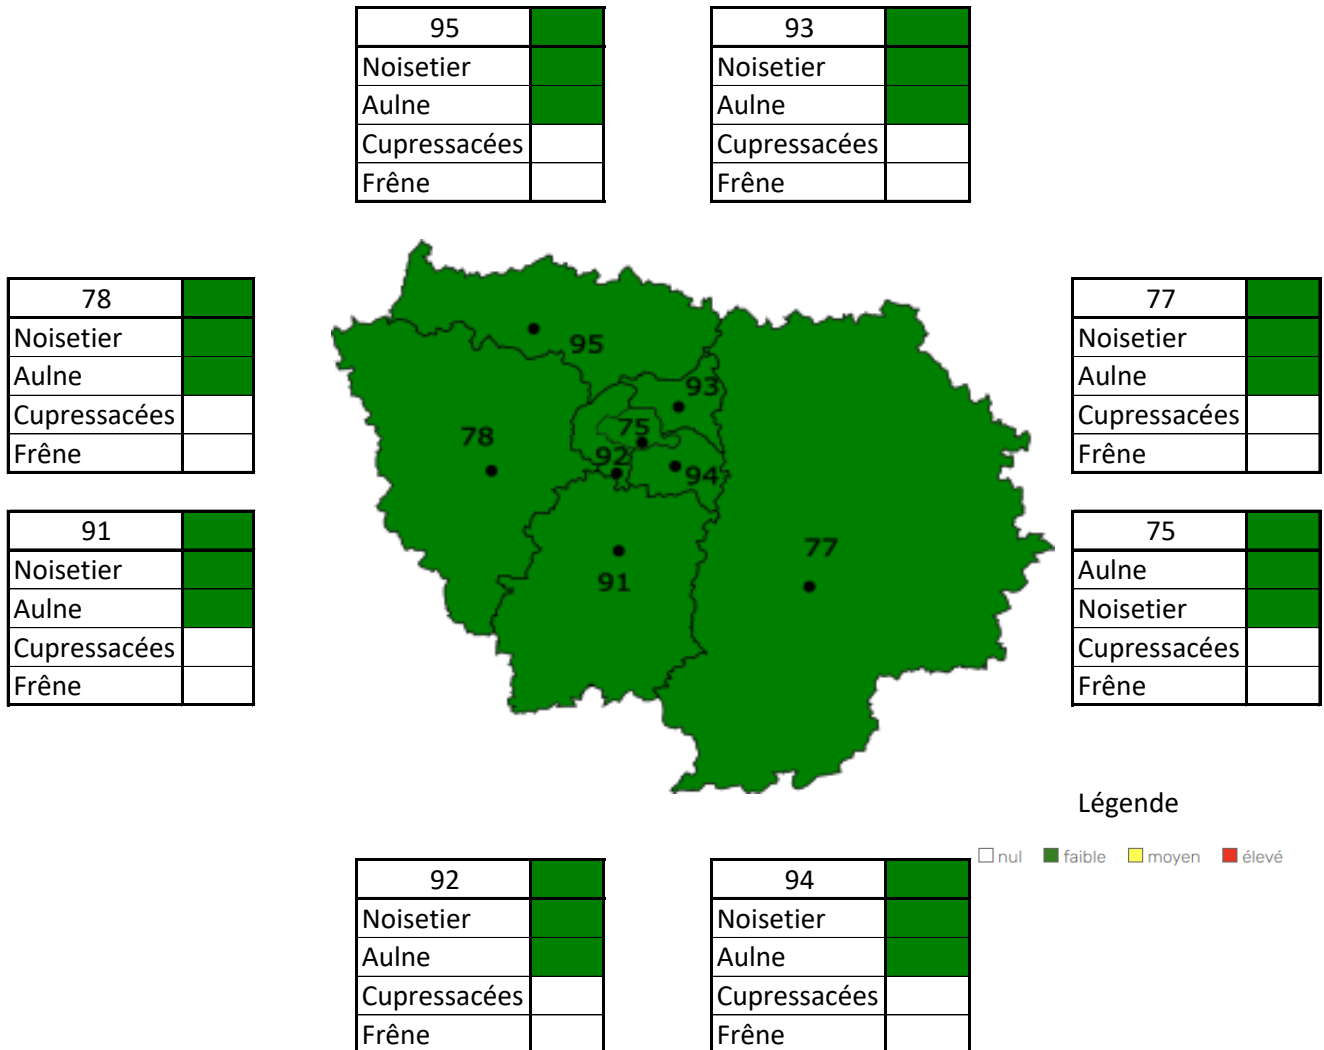 95
Noisetier
Aulne
Cupressacées
Frêne
93
Noisetier
Aulne
Cupressacées
Frêne
78
Noisetier
Aulne
Cupressacées
Frêne
91
Noisetier
Aulne
Cupressacées
Frêne
95
93
75
78
92
94
77
91
77
Noisetier
Aulne
Cupressacées
Frêne
75
Aulne
Noisetier
Cupressacées
Frêne
Légende
nul faible moyen élevé
92
Noisetier
Aulne
Cupressacées
Frêne
94
Noisetier
Aulne
Cupressacées
Frêne